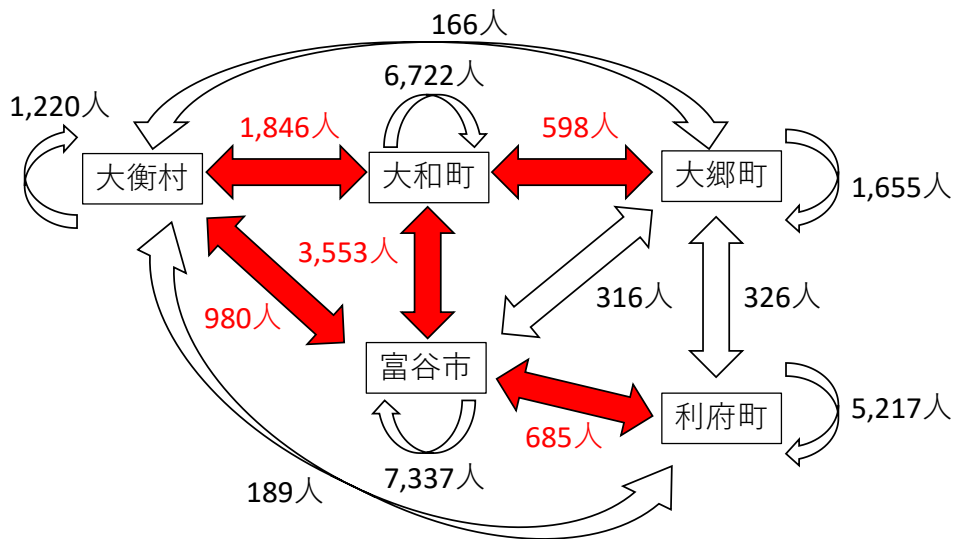 166人
6,722人
1,220人
1,846人
598人
大衡村
大和町
大郷町
1,655人
3,553人
316人
326人
980人
富谷市
利府町
5,217人
685人
7,337人
189人